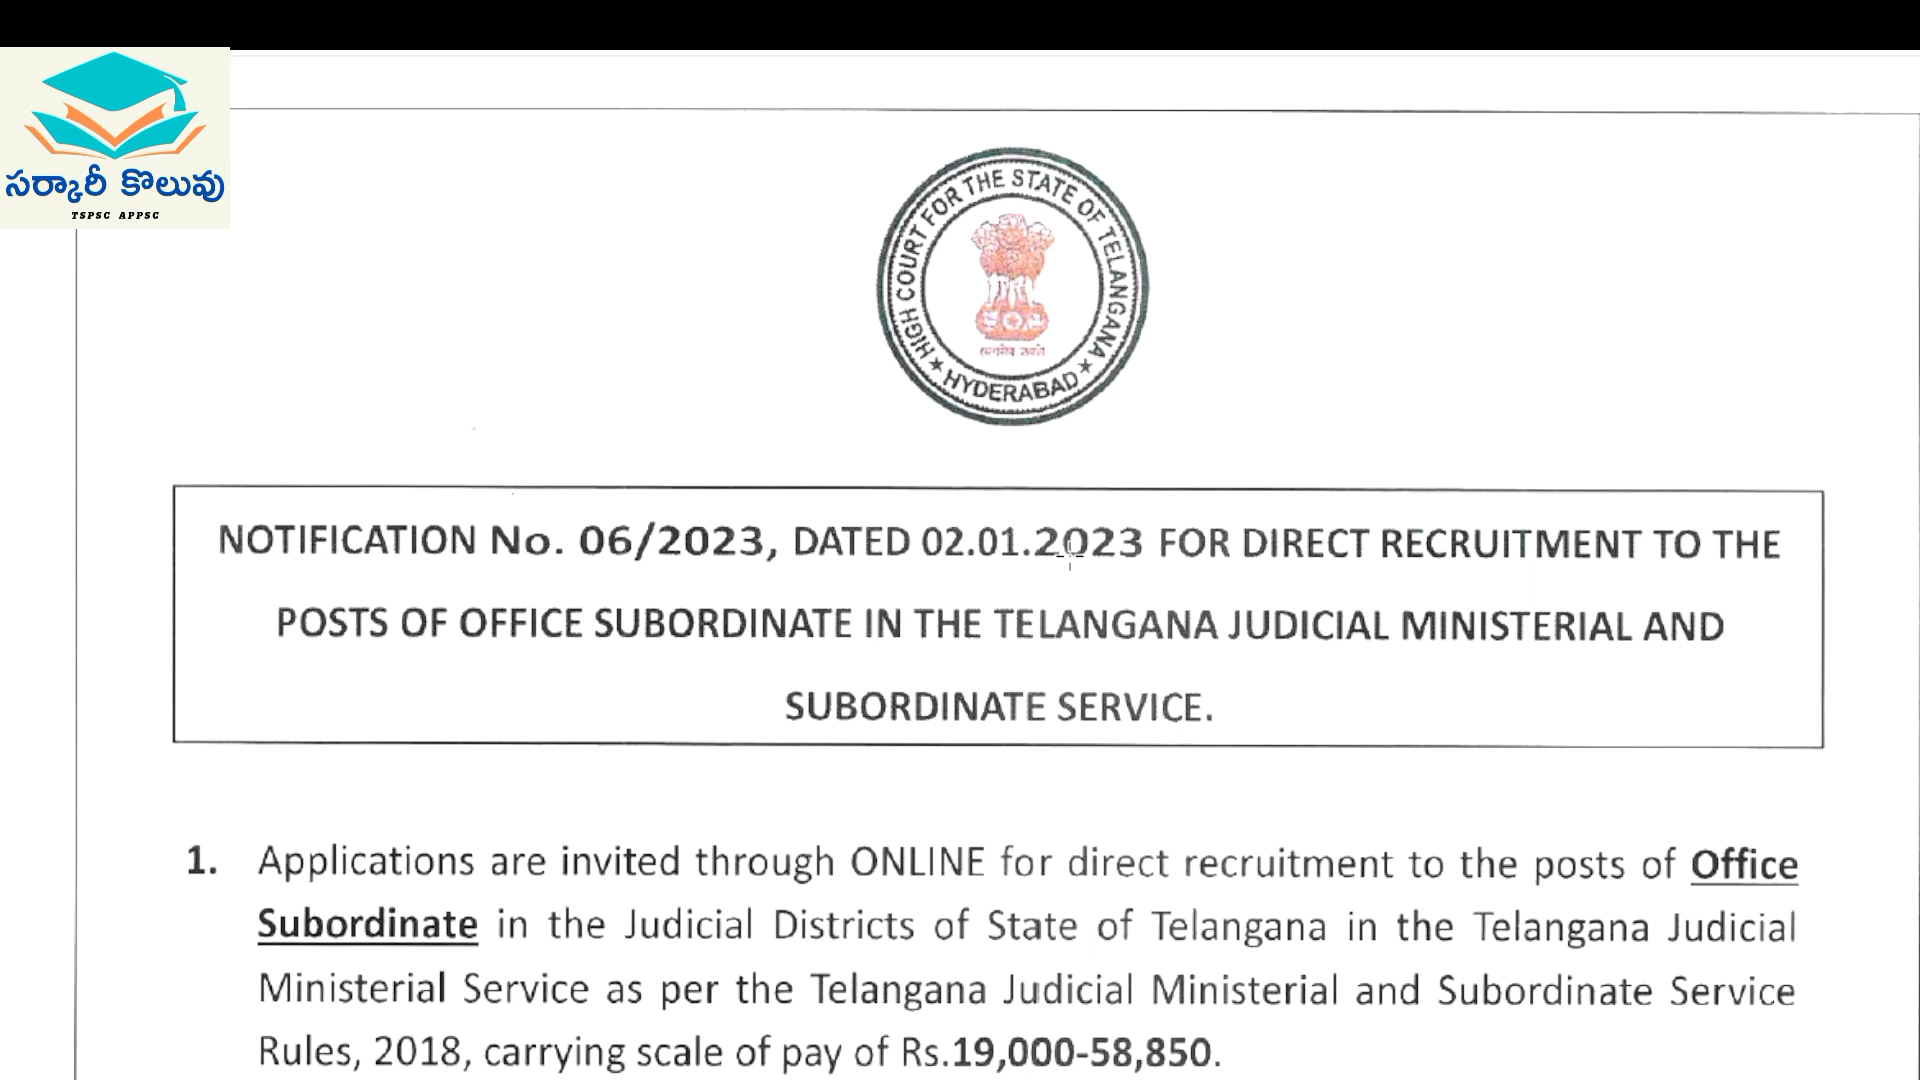 సర్కారీ కొలువు
TSPSC APPSC
HIGH COURT FOR THE STATE OF TELANGANA
★ HYDERABAD ★
NOTIFICATION No. 06/2023, DATED 02.01.2023 FOR DIRECT RECRUITMENT TO THE
POSTS OF OFFICE SUBORDINATE IN THE TELANGANA JUDICIAL MINISTERIAL AND
SUBORDINATE SERVICE.
1. Applications are invited through ONLINE for direct recruitment to the posts of Office
Subordinate in the Judicial Districts of State of Telangana in the Telangana Judicial
Ministerial Service as per the Telangana Judicial Ministerial and Subordinate Service
Rules, 2018, carrying scale of pay of Rs.19,000-58,850.